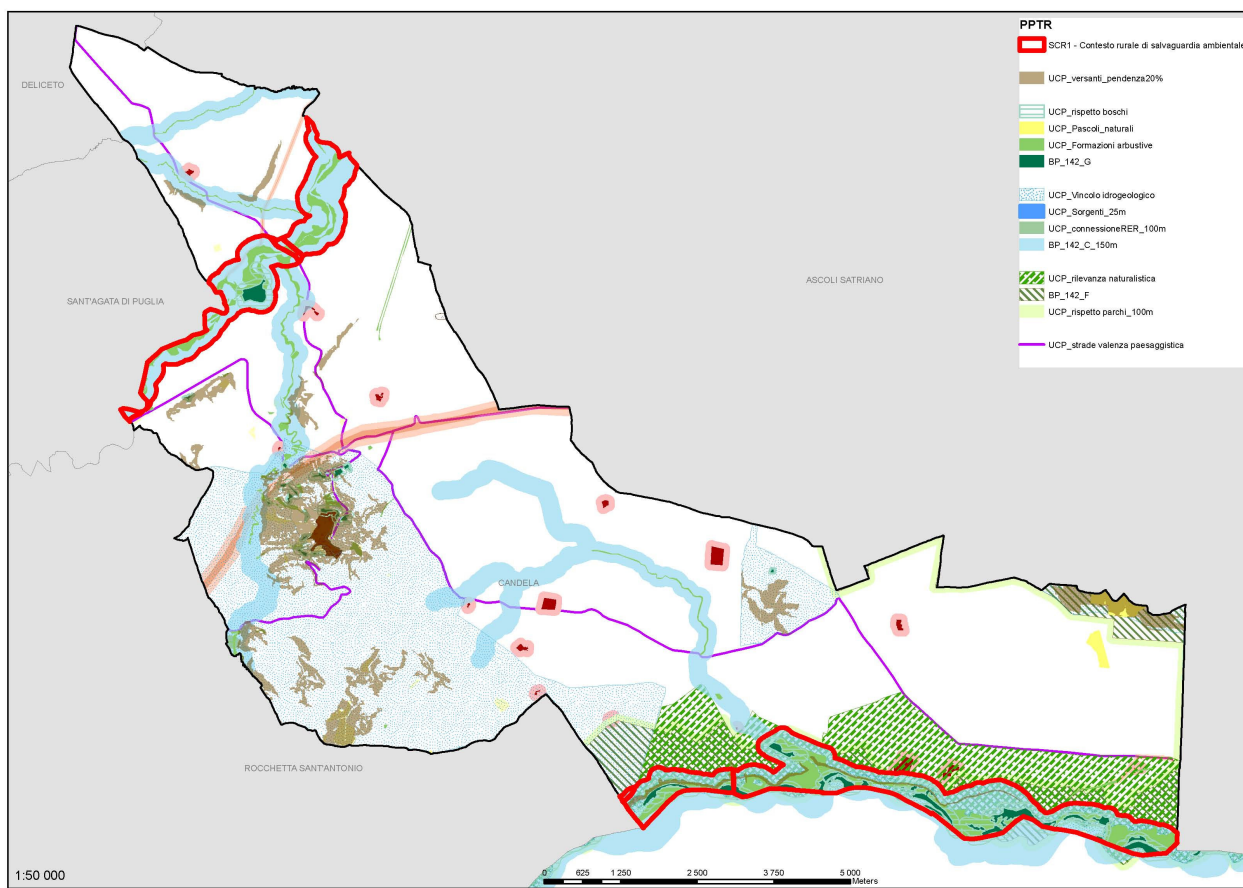 PPTR
SCR1 - Contesto rurale di salvaguardia ambientale
UCP_versanti_pendenza20%
UCP_rispetto boschi
UCP_Pascoli_naturali
UCP_Formazioni arbustive
BP_142_G
UCP_Vincolo idrogeologico
UCP_Sorgenti_25m
UCP_connessioneRER_100m
BP_142_C_150m
UCP_rilevanza naturalistica
BP_142_F
UCP_rispetto parchi_100m
UCP_strade valenza paesaggistica
DELICETO
ASCOLI SATRIANO
SANT'AGATA DI PUGLIA
CANDELA
ROCCHETTA SANT'ANTONIO
1:50 000
0 625 1 250 2 500 3 750 5 000
Meters